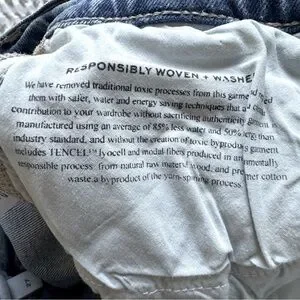 RESPONSIBLY WOVEN + WASHE
We have removed traditional toxic processes from this garme
them with safer, water and energy saving techniques that
contribution to your wardrobe without sacrificing authenticity
manufactured using an average of 85% less water and 50%
industry standard, and without the creation of toxic byprodu garment
includes TENCEL™ lyocell and modal fibers produced in an
responsible process: from natural raw material wood, and
waste,a byproduct of the yarn-spinning process.